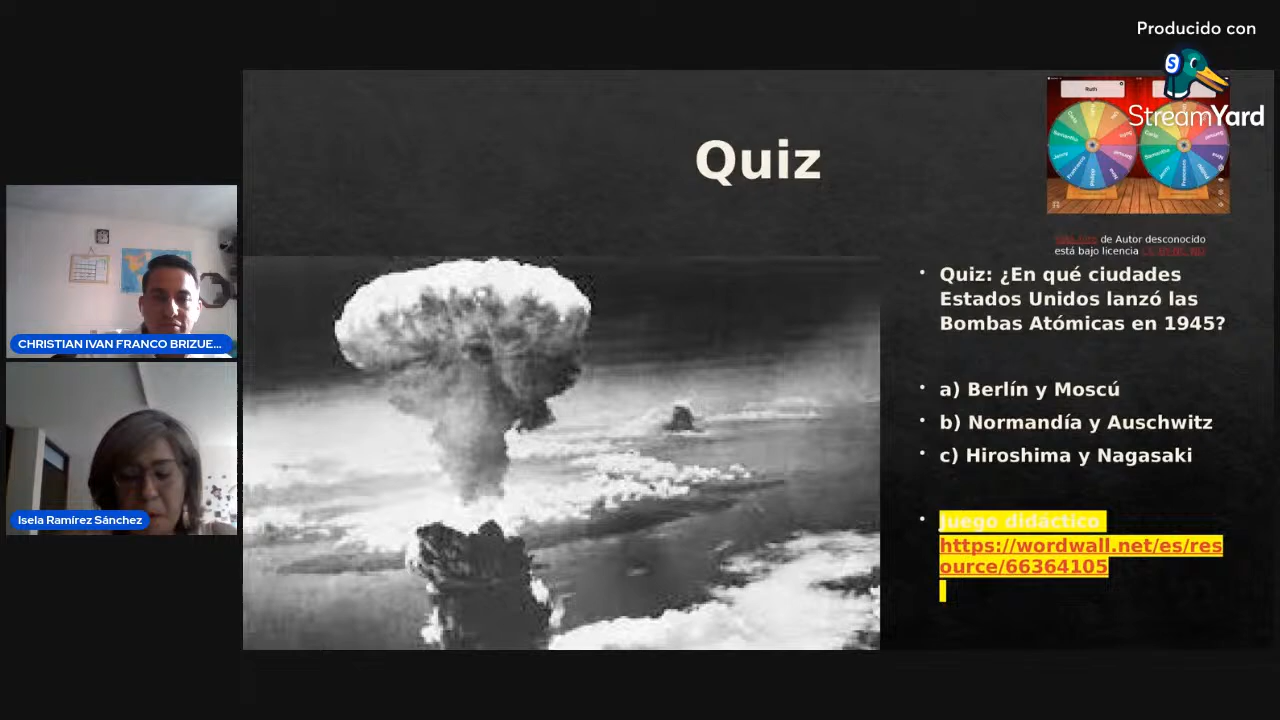 Producido con
StreamYard
Quiz
Ruth
de Autor desconocido
está bajo licencia
• Quiz: ¿En qué ciudades
Estados Unidos lanzó las
Bombas Atómicas en 1945?
• a) Berlín y Moscú
• b) Normandía y Auschwitz
• c) Hiroshima y Nagasaki
• Juego didáctico
https://wordwall.net/es/res
ource/66364105
CHRISTIAN IVAN FRANCO BRIZUE...
Isela Ramírez Sánchez